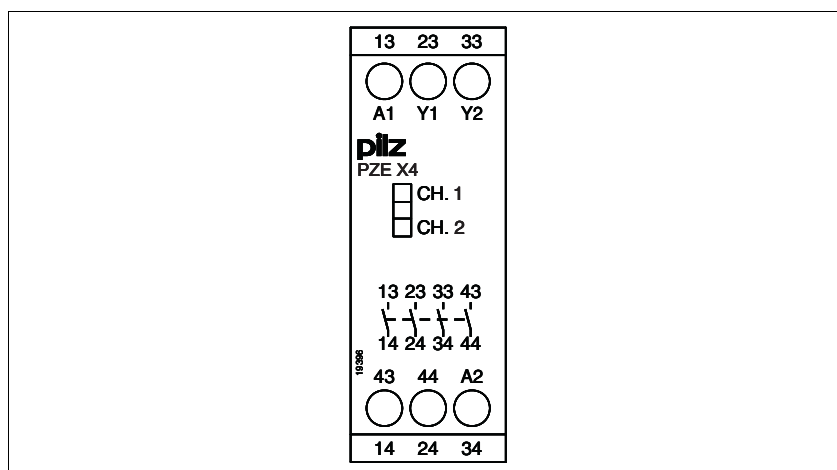 13 23 33
A1 Y1 Y2
pilz
PZE X4
CH. 1
CH. 2
13 23 33 43
14 24 34 44
19396
43 44 A2
14 24 34